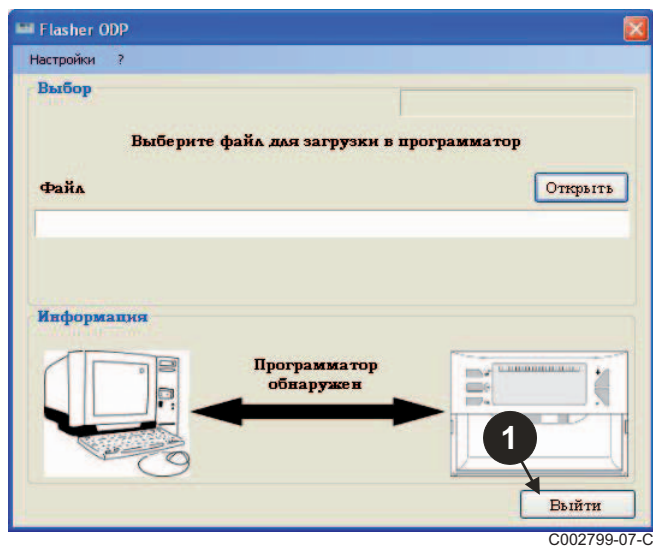 Flasher ODP
Настройки ?
Выбор
Выберите файл для загрузки в программатор
Файл
Открыть
Информация
Программатор
обнаружен
1
Выйти
C002799-07-C